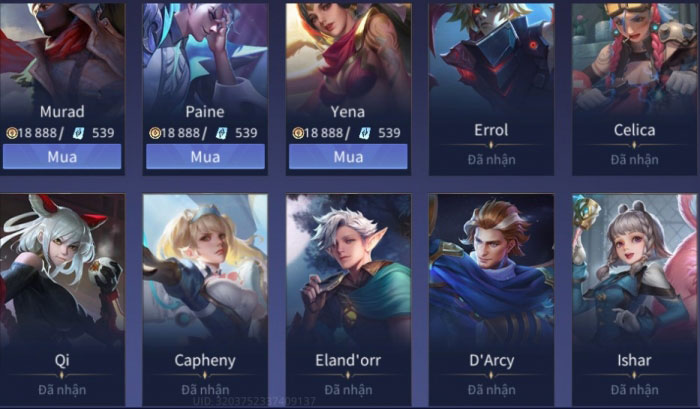 Murad Paine Yena Errol Celica
18 888/ 539 18 888/ 539 18 888/ 539 Đã nhận Đã nhận
Mua Mua Mua
Qi Capheny Eland'orr D'Arcy Ishar
Đã nhận Đã nhận Đã nhận Đã nhận Đã nhận
UID: 3203752337409137